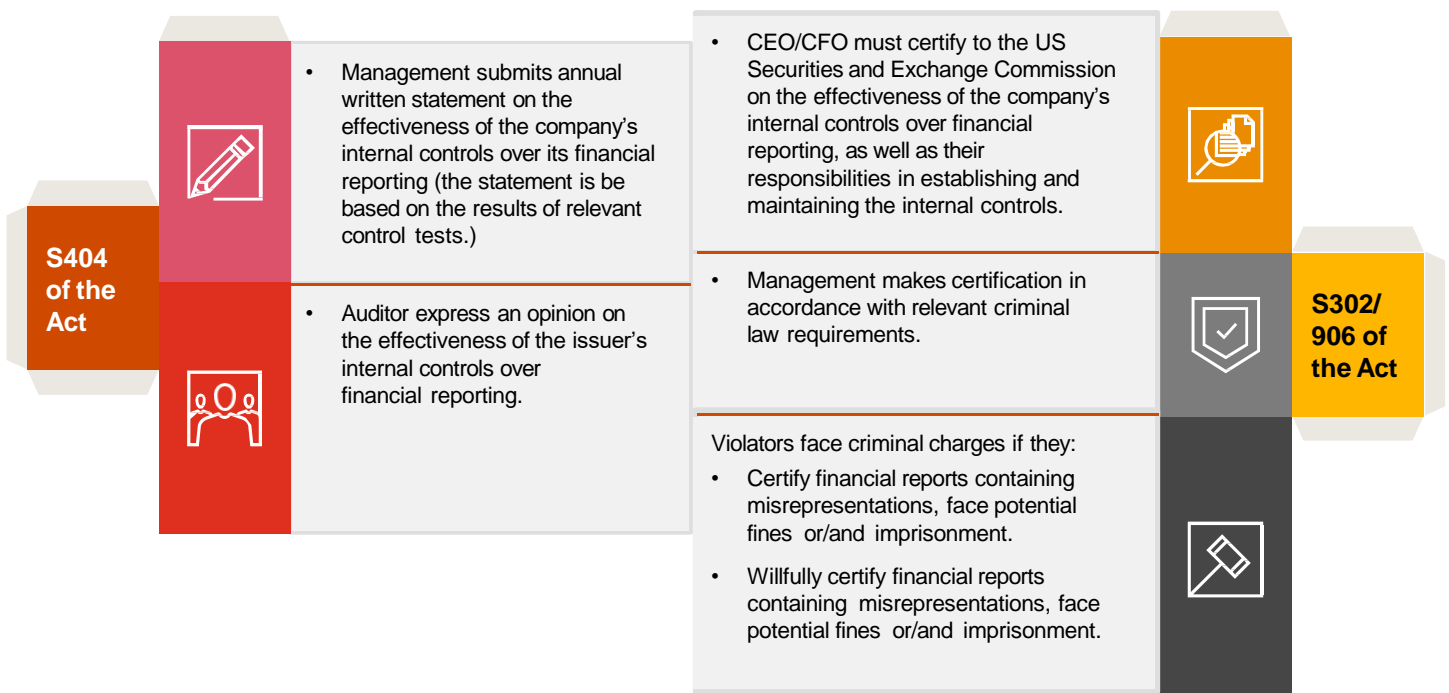 S404
of the
Act
• Management submits annual
written statement on the
effectiveness of the company’s
internal controls over its financial
reporting (the statement is be
based on the results of relevant
control tests.)
• Auditor express an opinion on
the effectiveness of the issuer’s
internal controls over
financial reporting.
• CEO/CFO must certify to the US
Securities and Exchange Commission
on the effectiveness of the company’s
internal controls over financial
reporting, as well as their
responsibilities in establishing and
maintaining the internal controls.
• Management makes certification in
accordance with relevant criminal
law requirements.
Violators face criminal charges if they:
• Certify financial reports containing
misrepresentations, face potential
fines or/and imprisonment.
• Willfully certify financial reports
containing misrepresentations, face
potential fines or/and imprisonment.
S302/
906 of
the Act